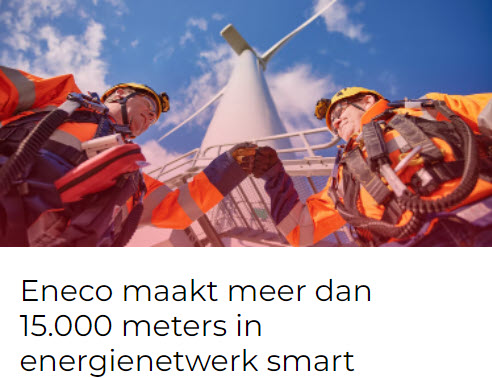 Eneco maakt meer dan
15.000 meters in
energienetwerk smart